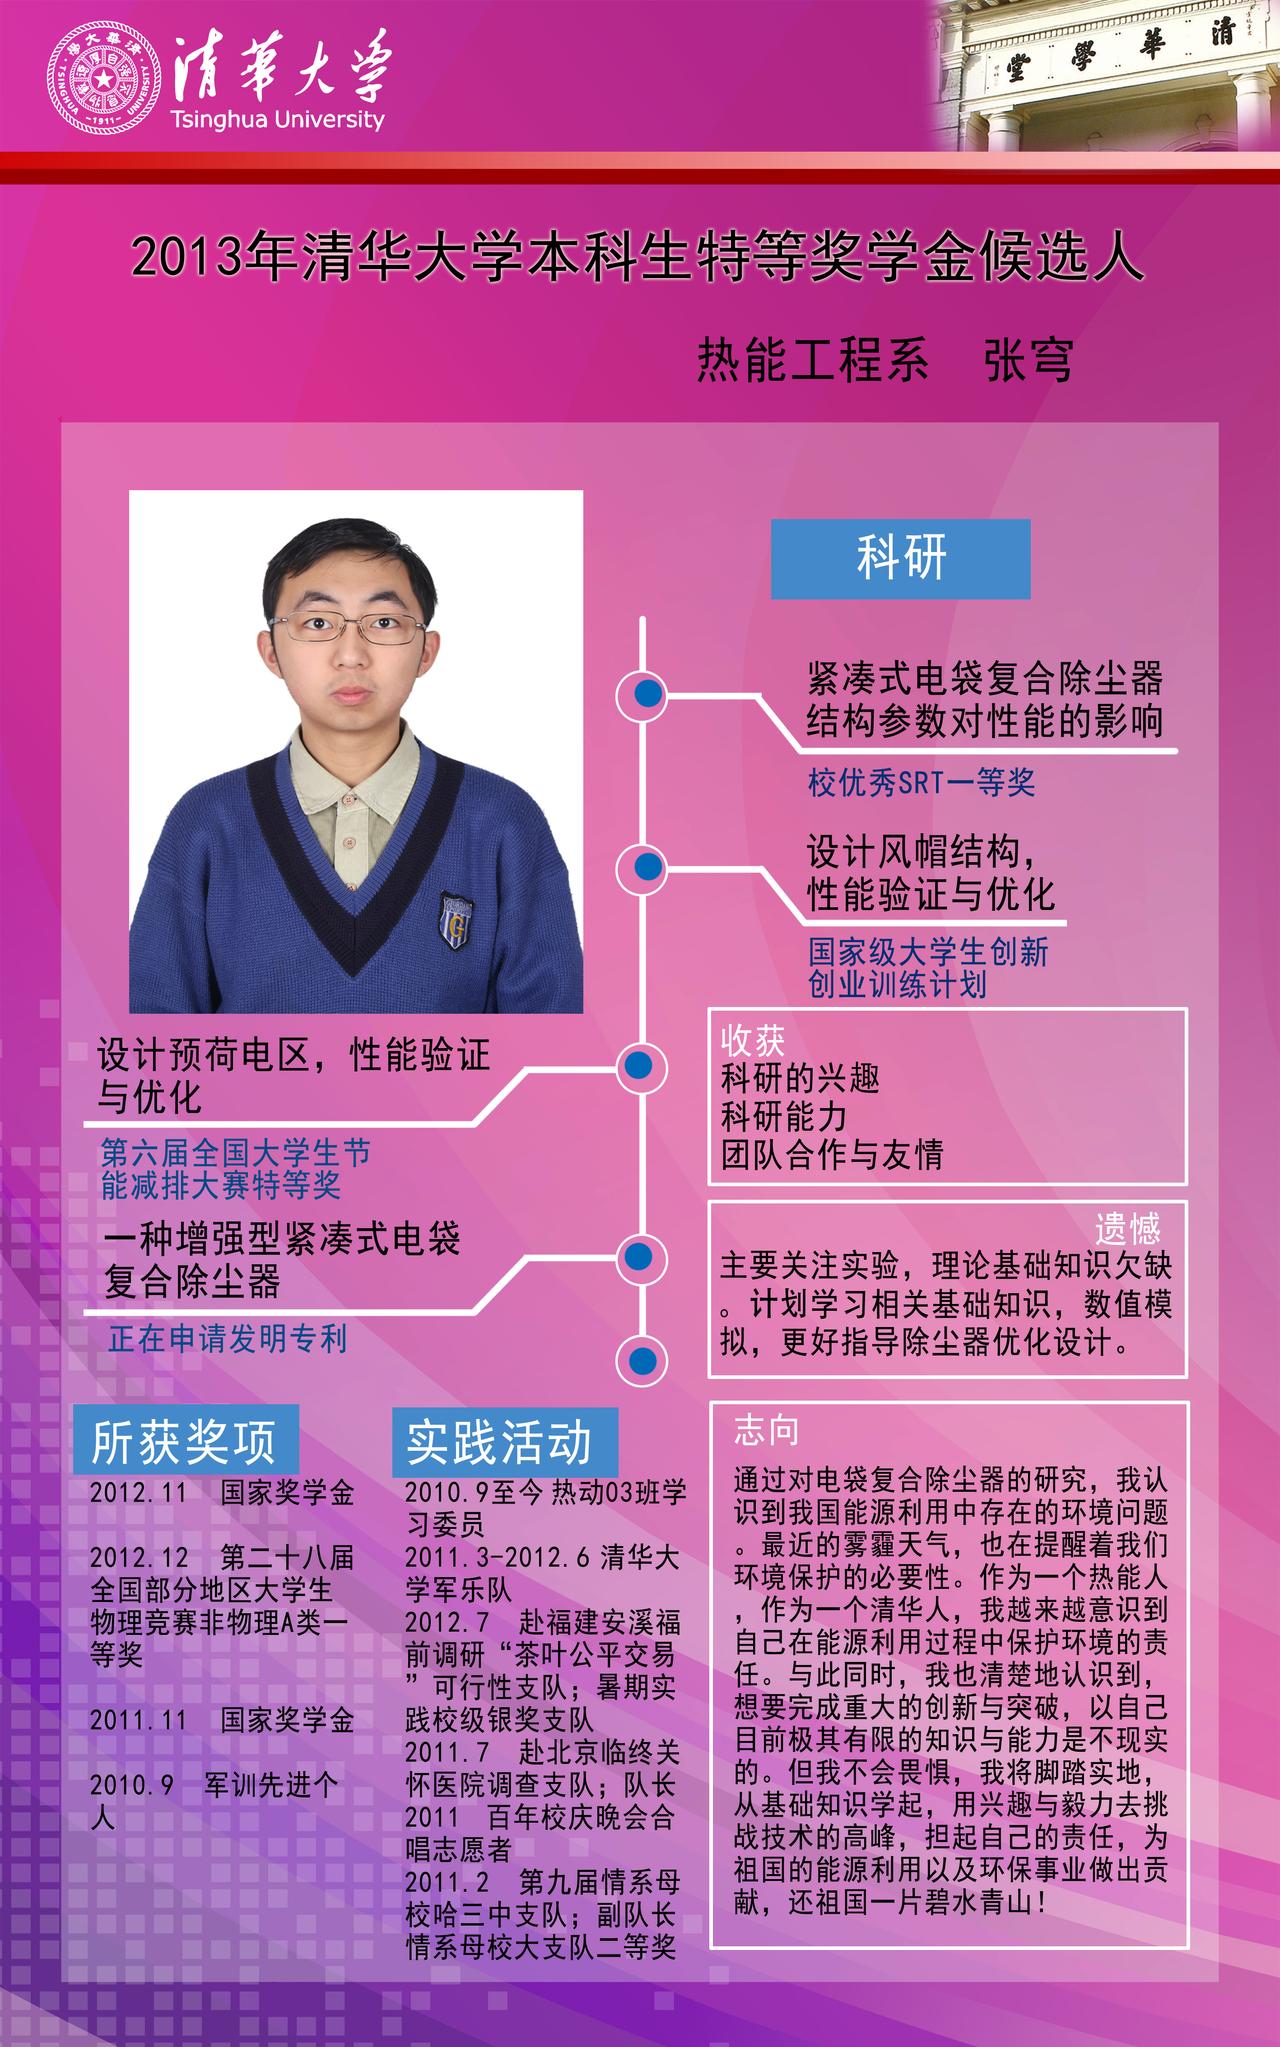 清華大学
Tsinghua University
TSINGHUA UNIVERSITY
-1911-
清華學堂
2013年清华大学本科生特等奖学金候选人
热能工程系 张穹
科研
紧凑式电袋复合除尘器
结构参数对性能的影响
校优秀SRT一等奖
设计风帽结构，
性能验证与优化
国家级大学生创新
创业训练计划
设计预荷电区，性能验证
与优化
第六届全国大学生节
能减排大赛特等奖
一种增强型紧凑式电袋
复合除尘器
正在申请发明专利
收获
科研的兴趣
科研能力
团队合作与友情
遗憾
主要关注实验，理论基础知识欠缺
。计划学习相关基础知识，数值模
拟，更好指导除尘器优化设计。
所获奖项
2012.11 国家奖学金
2012.12 第二十八届
全国部分地区大学生
物理竞赛非物理A类一
等奖
2011.11 国家奖学金
2010.9 军训先进个
人
实践活动
2010.9至今 热动03班学
习委员
2011.3-2012.6 清华大
学军乐队
2012.7 赴福建安溪福
前调研“茶叶公平交易
”可行性支队；暑期实
践校级银奖支队
2011.7 赴北京临终关
怀医院调查支队；队长
2011 百年校庆晚会合
唱志愿者
2011.2 第九届情系母
校哈三中支队；副队长
情系母校大支队二等奖
志向
通过对电袋复合除尘器的研究，我认
识到我国能源利用中存在的环境问题
。最近的雾霾天气，也在提醒着我们
环境保护的必要性。作为一个热能人
，作为一个清华人，我越来越意识到
自己在能源利用过程中保护环境的责
任。与此同时，我也清楚地认识到，
想要完成重大的创新与突破，以自己
目前极其有限的知识与能力是不现实
的。但我不会畏惧，我将脚踏实地，
从基础知识学起，用兴趣与毅力去挑
战技术的高峰，担起自己的责任，为
祖国的能源利用以及环保事业做出贡
献，还祖国一片碧水青山！